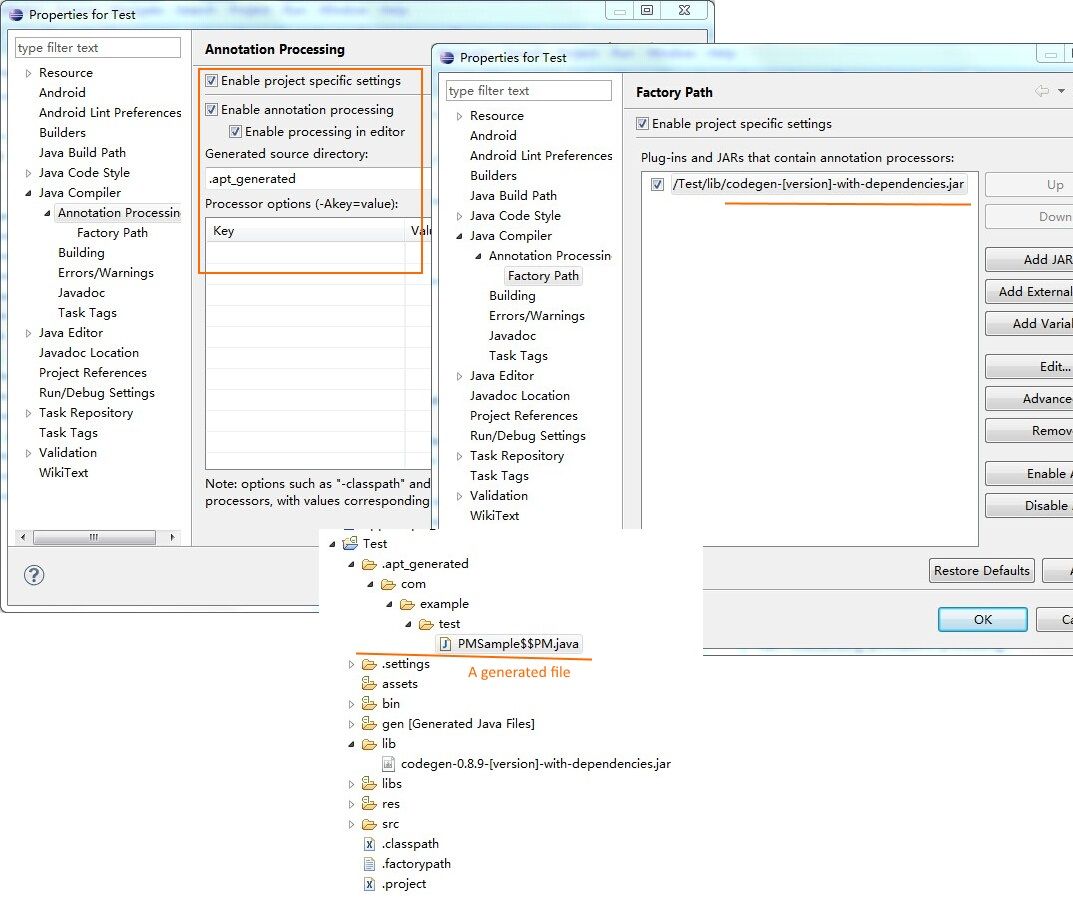 Properties for Test
type filter text
Resource
Android
Android Lint Preferences
Builders
Java Build Path
Java Code Style
Java Compiler
Annotation Processin
Factory Path
Building
Errors/Warnings
Javadoc
Task Tags
Java Editor
Javadoc Location
Project References
Run/Debug Settings
Task Repository
Task Tags
Validation
WikiText
Annotation Processing
Enable project specific settings
Enable annotation processing
Enable processing in editor
Generated source directory:
.apt_generated
Processor options (-Akey=value):
Key Valu
Note: options such as "-classpath" and
processors, with values corresponding
Properties for Test
type filter text
Resource
Android
Android Lint Preferences
Builders
Java Build Path
Java Code Style
Java Compiler
Annotation Processin
Factory Path
Building
Errors/Warnings
Javadoc
Task Tags
Java Editor
Javadoc Location
Project References
Run/Debug Settings
Task Repository
Task Tags
Validation
WikiText
Factory Path
Enable project specific settings
Plug-ins and JARs that contain annotation processors:
/Test/lib/codegen-[version]-with-dependencies.jar
Up
Down
Add JAR
Add External
Add Varial
Edit...
Advance
Remov
Enable A
Disable
Restore Defaults
OK
Ca
Test
.apt_generated
com
example
test
PMSample$$PM.java
A generated file
.settings
assets
bin
gen [Generated Java Files]
lib
codegen-0.8.9-[version]-with-dependencies.jar
libs
res
src
.classpath
.factorypath
.project